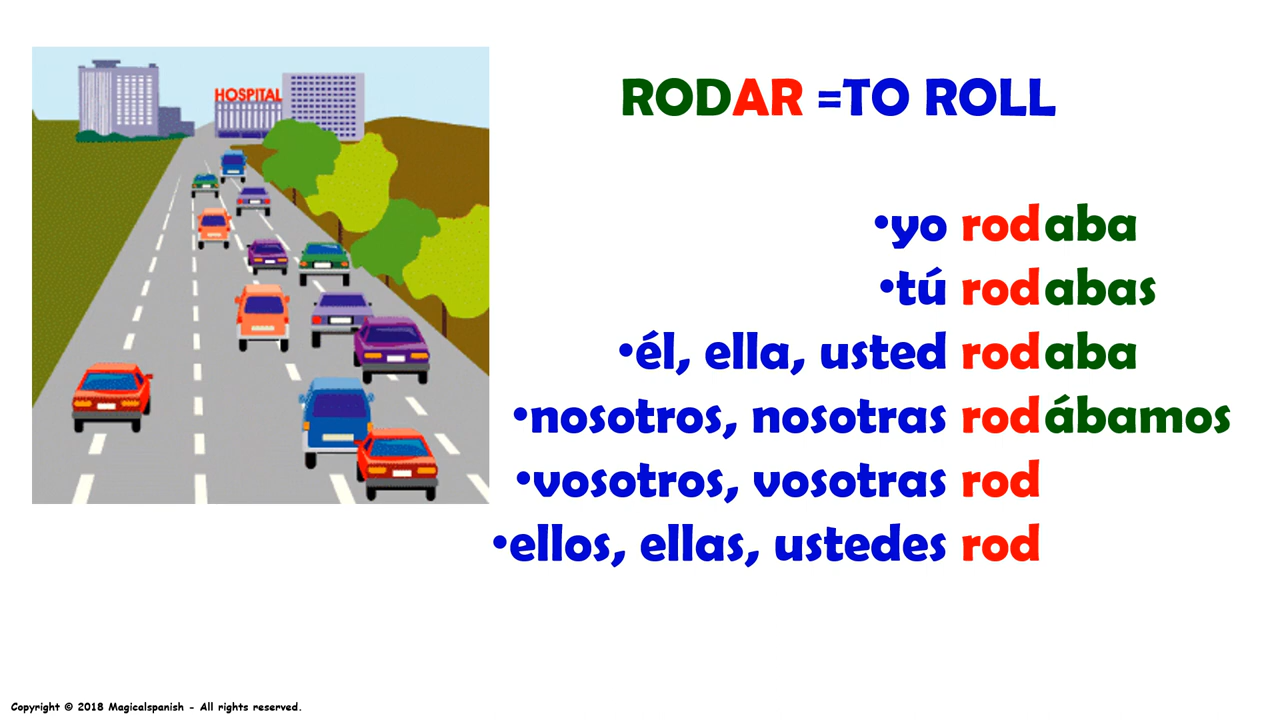 HOSPITAL
RODAR =TO ROLL
•yo rodaba
•tú rodabas
•él, ella, usted rodaba
•nosotros, nosotras rodábamos
•vosotros, vosotras rod
•ellos, ellas, ustedes rod
Copyright © 2018 Magicalspanish - All rights reserved.